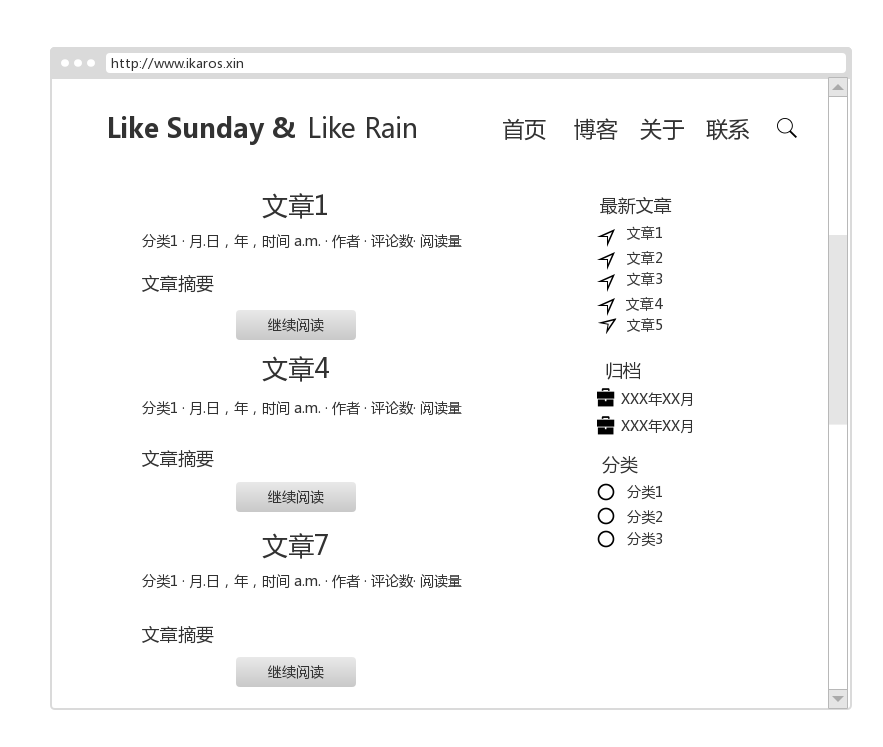 http://www.ikaros.xin
Like Sunday & Like Rain
首页 博客 关于 联系
文章1
分类1 · 月.日，年，时间 a.m. · 作者 · 评论数· 阅读量
文章摘要
继续阅读
文章4
分类1 · 月.日，年，时间 a.m. · 作者 · 评论数· 阅读量
文章摘要
继续阅读
文章7
分类1 · 月.日，年，时间 a.m. · 作者 · 评论数· 阅读量
文章摘要
继续阅读
最新文章
文章1
文章2
文章3
文章4
文章5
归档
XXX年XX月
XXX年XX月
分类
分类1
分类2
分类3